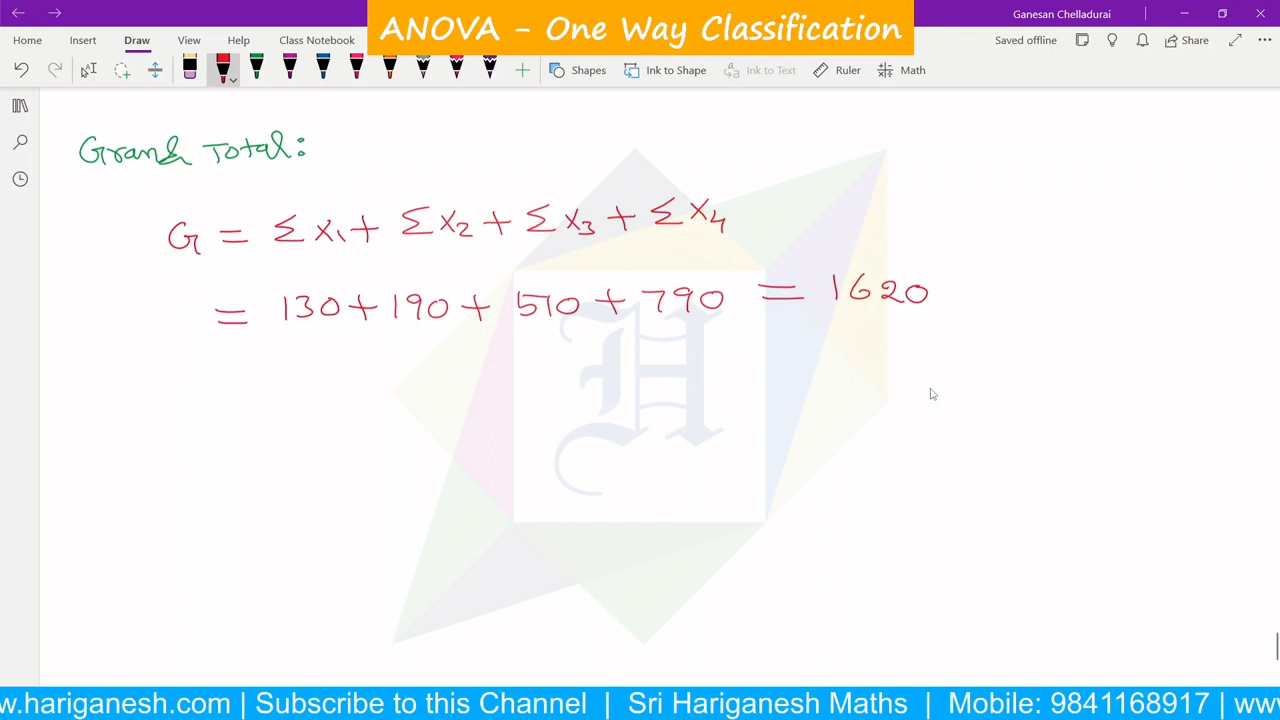 ANOVA - One Way Classification
Ganesan Chelladurai
Home Insert Draw View Help Class Notebook Saved offline Share
Shapes Ink to Shape Ink to Text Ruler Math
Grand Total:
G = Σx₁ + Σx₂ + Σx₃ + Σx₄
= 130 + 190 + 510 + 790 = 1620
H
w.hariganesh.com | Subscribe to this Channel | Sri Hariganesh Maths | Mobile: 9841168917 | ww